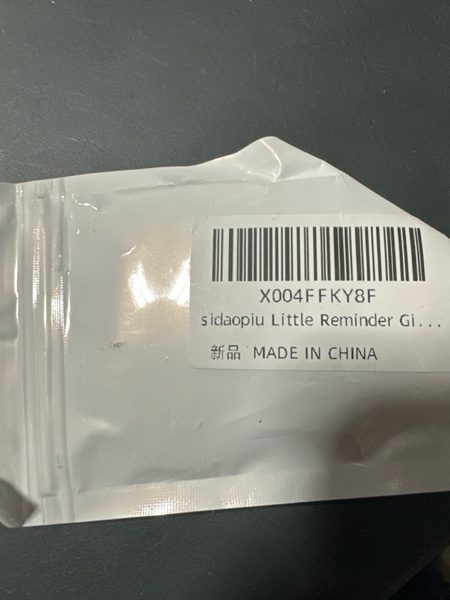 X004FFKY8F
sidaopiu Little Reminder Gi...
新品 MADE IN CHINA